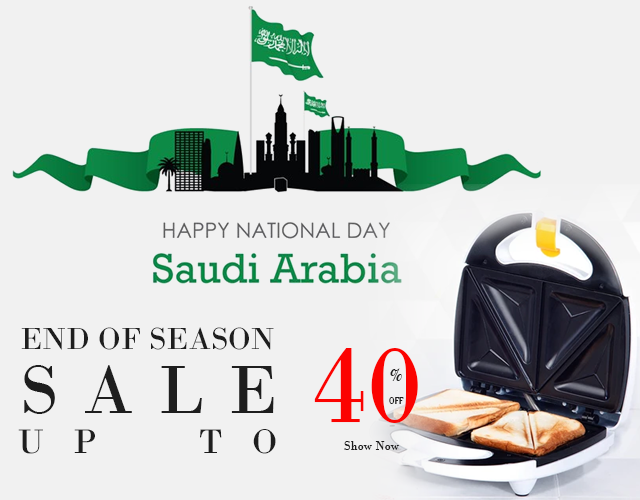 HAPPY NATIONAL DAY
Saudi Arabia
END OF SEASON
SALE
UP TO
40
%
OFF
Show Now